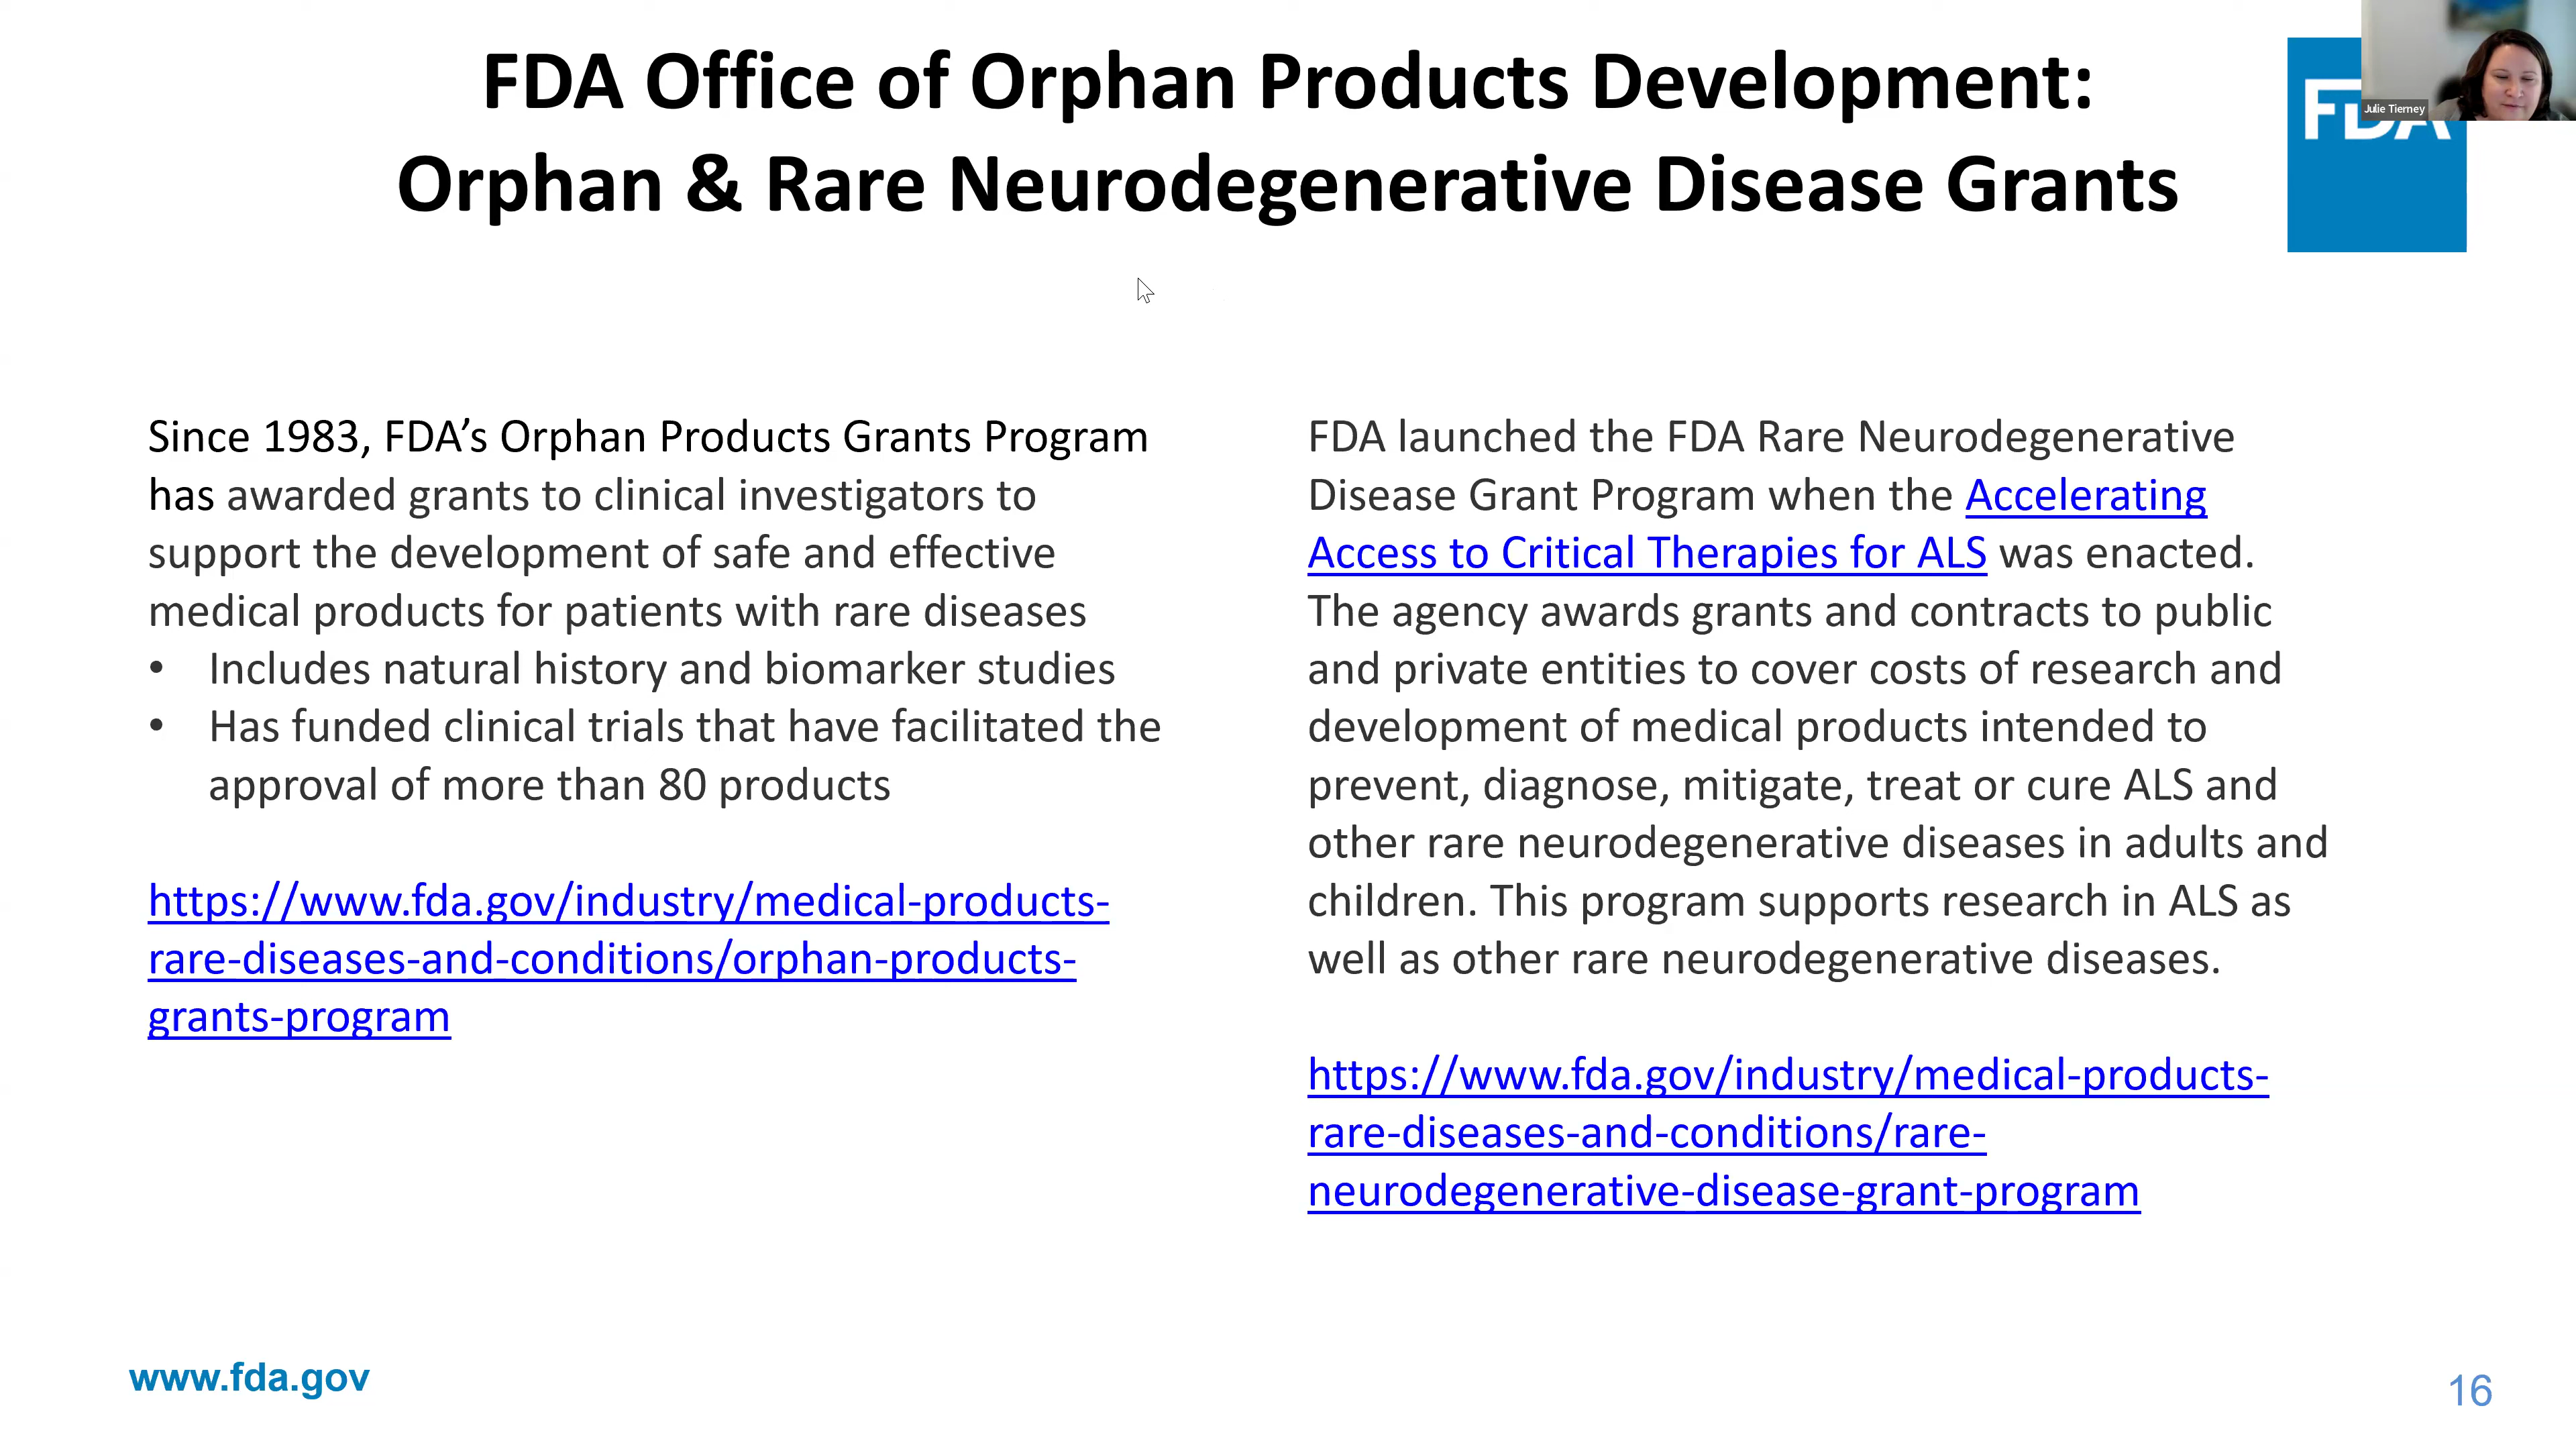 FDA Office of Orphan Products Development:
Orphan & Rare Neurodegenerative Disease Grants
FDA
Julie Tierney
Since 1983, FDA’s Orphan Products Grants Program
has awarded grants to clinical investigators to
support the development of safe and effective
medical products for patients with rare diseases
• Includes natural history and biomarker studies
• Has funded clinical trials that have facilitated the
approval of more than 80 products
https://www.fda.gov/industry/medical-products-
rare-diseases-and-conditions/orphan-products-
grants-program
FDA launched the FDA Rare Neurodegenerative
Disease Grant Program when the Accelerating
Access to Critical Therapies for ALS was enacted.
The agency awards grants and contracts to public
and private entities to cover costs of research and
development of medical products intended to
prevent, diagnose, mitigate, treat or cure ALS and
other rare neurodegenerative diseases in adults and
children. This program supports research in ALS as
well as other rare neurodegenerative diseases.
https://www.fda.gov/industry/medical-products-
rare-diseases-and-conditions/rare-
neurodegenerative-disease-grant-program
www.fda.gov
16